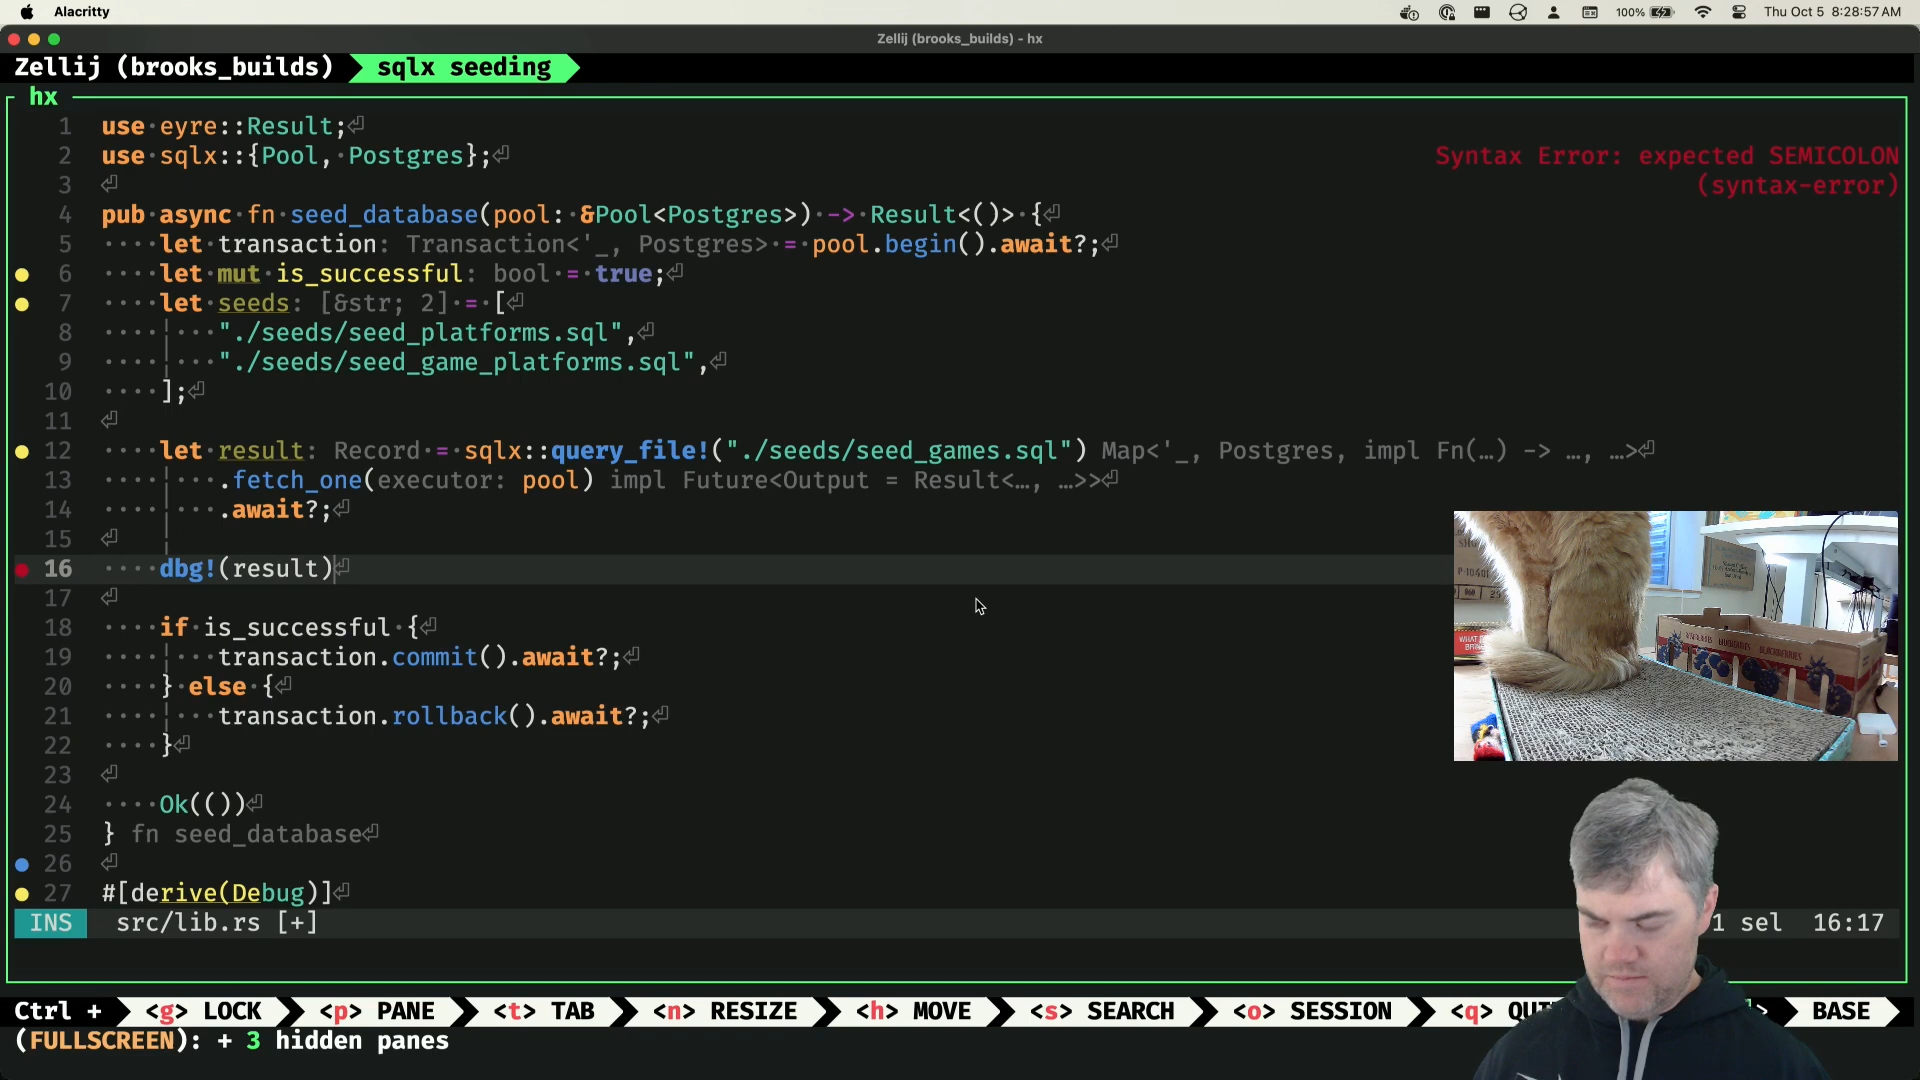 Alacritty
100%
Thu Oct 5 8:28:57 AM
Zellij (brooks_builds) - hx
Zellij (brooks_builds) sqlx seeding
hx
1 use eyre::Result;
2 use sqlx::{Pool, Postgres};
Syntax Error: expected SEMICOLON
(syntax-error)
3
4 pub async fn seed_database(pool: &Pool<Postgres>) -> Result<()> {
5 let transaction: Transaction<'_, Postgres> = pool.begin().await?;
6 let mut is_successful: bool = true;
7 let seeds: [&str; 2] = [
8 "./seeds/seed_platforms.sql",
9 "./seeds/seed_game_platforms.sql",
10 ];
11
12 let result: Record = sqlx::query_file!("./seeds/seed_games.sql") Map<'_, Postgres, impl Fn(…) -> …, …>
13 .fetch_one(executor: pool) impl Future<Output = Result<…, …>>
14 .await?;
15
16 dbg!(result)
17
18 if is_successful {
19 transaction.commit().await?;
20 } else {
21 transaction.rollback().await?;
22 }
23
24 Ok(())
25 } fn seed_database
26
27 #[derive(Debug)]
INS src/lib.rs [+] 1 sel 16:17
P-10401
BLACKBERRIES
Ctrl + <g> LOCK <p> PANE <t> TAB <n> RESIZE <h> MOVE <s> SEARCH <o> SESSION <q> BASE
(FULLSCREEN): + 3 hidden panes